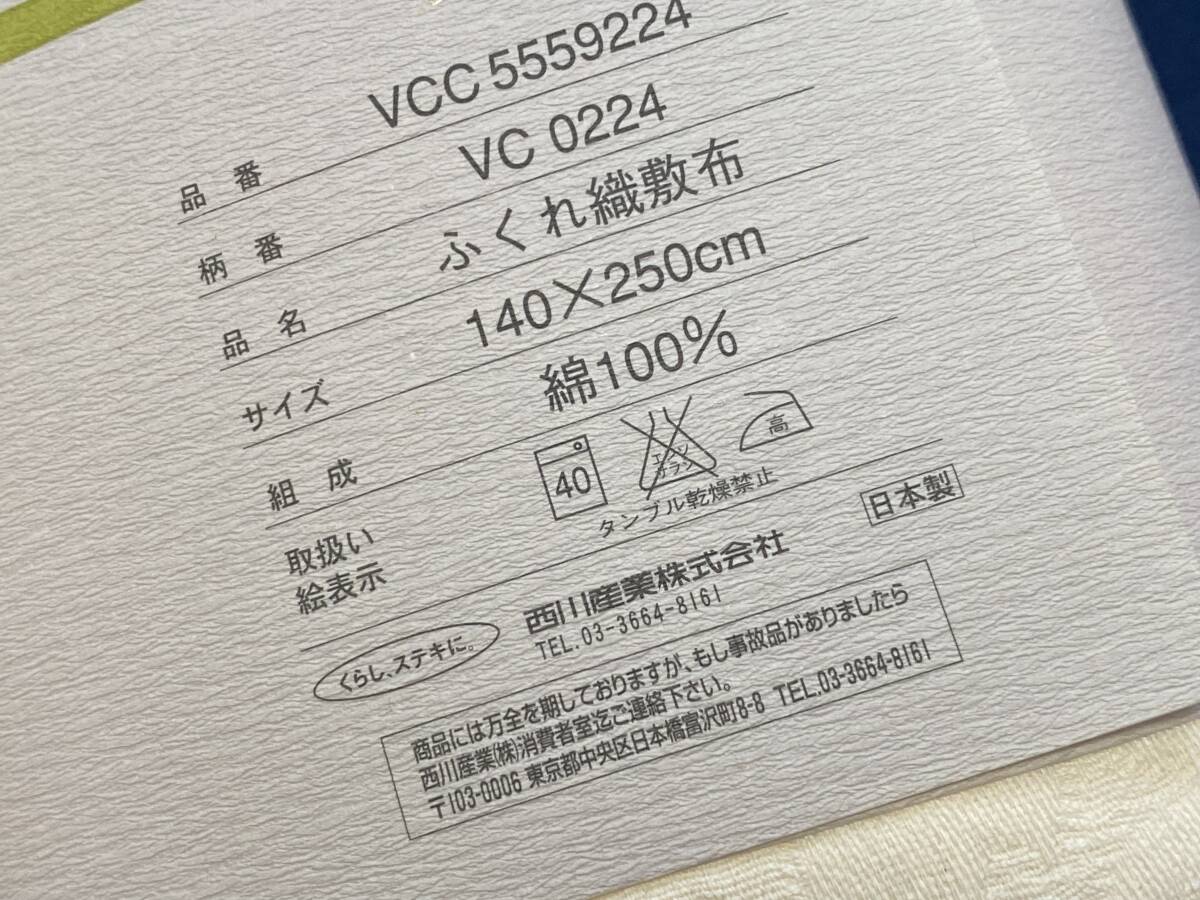 品番 VCC5559224
柄番 VC 0224
品名 ふくれ織敷布
サイズ 140×250cm
組成 綿100%
取扱い
絵表示
40 エンソサラシ 高
タンブル乾燥禁止
日本製
くらし、ステキに。
西川産業株式会社
TEL.03-3664-8161
商品には万全を期しておりますが、もし事故品がありましたら
西川産業(株)消費者室迄ご連絡下さい。
〒103-0006 東京都中央区日本橋富沢町8-8 TEL.03-3664-8161